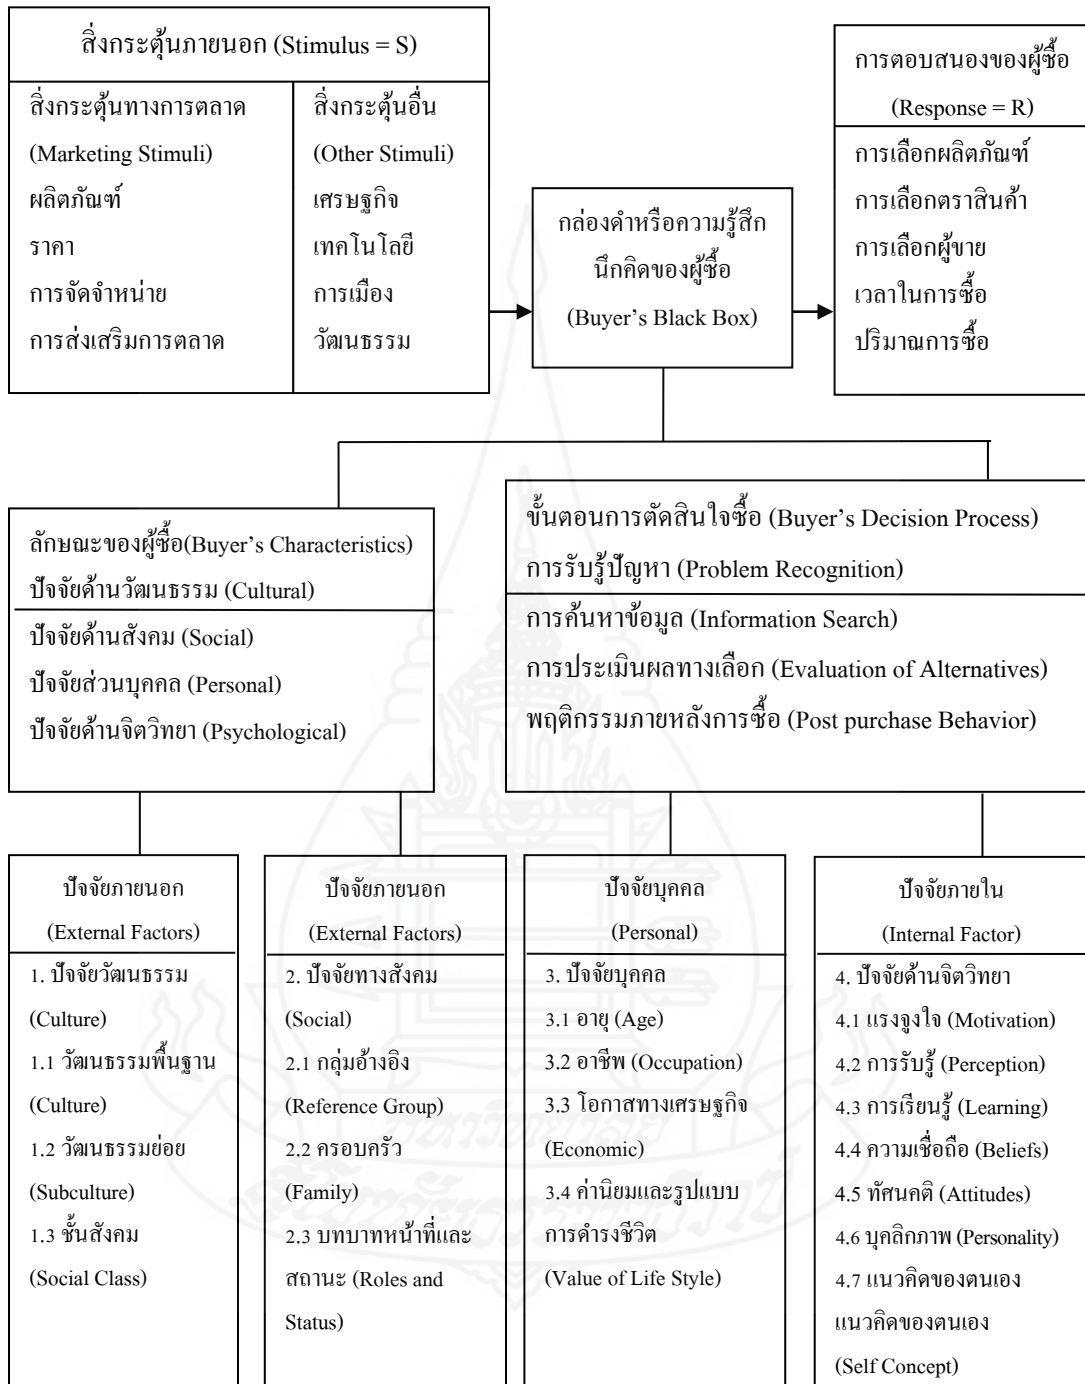 สิ่งกระตุ้นภายนอก (Stimulus = S)
สิ่งกระตุ้นทางการตลาด
(Marketing Stimuli)
ผลิตภัณฑ์
ราคา
การจัดจำหน่าย
การส่งเสริมการตลาด
สิ่งกระตุ้นอื่น
(Other Stimuli)
เศรษฐกิจ
เทคโนโลยี
การเมือง
วัฒนธรรม
กล่องดำหรือความรู้สึก
นึกคิดของผู้ซื้อ
(Buyer’s Black Box)
การตอบสนองของผู้ซื้อ
(Response = R)
การเลือกผลิตภัณฑ์
การเลือกตราสินค้า
การเลือกผู้ขาย
เวลาในการซื้อ
ปริมาณการซื้อ
ลักษณะของผู้ซื้อ(Buyer’s Characteristics)
ปัจจัยด้านวัฒนธรรม (Cultural)
ปัจจัยด้านสังคม (Social)
ปัจจัยส่วนบุคคล (Personal)
ปัจจัยด้านจิตวิทยา (Psychological)
ขั้นตอนการตัดสินใจซื้อ (Buyer’s Decision Process)
การรับรู้ปัญหา (Problem Recognition)
การค้นหาข้อมูล (Information Search)
การประเมินผลทางเลือก (Evaluation of Alternatives)
พฤติกรรมภายหลังการซื้อ (Post purchase Behavior)
ปัจจัยภายนอก
(External Factors)
1. ปัจจัยวัฒนธรรม
(Culture)
1.1 วัฒนธรรมพื้นฐาน
(Culture)
1.2 วัฒนธรรมย่อย
(Subculture)
1.3 ชั้นสังคม
(Social Class)
ปัจจัยภายนอก
(External Factors)
2. ปัจจัยทางสังคม
(Social)
2.1 กลุ่มอ้างอิง
(Reference Group)
2.2 ครอบครัว
(Family)
2.3 บทบาทหน้าที่และ
สถานะ (Roles and
Status)
ปัจจัยบุคคล
(Personal)
3. ปัจจัยบุคคล
3.1 อายุ (Age)
3.2 อาชีพ (Occupation)
3.3 โอกาสทางเศรษฐกิจ
(Economic)
3.4 ค่านิยมและรูปแบบ
การดำรงชีวิต
(Value of Life Style)
ปัจจัยภายใน
(Internal Factor)
4. ปัจจัยด้านจิตวิทยา
4.1 แรงจูงใจ (Motivation)
4.2 การรับรู้ (Perception)
4.3 การเรียนรู้ (Learning)
4.4 ความเชื่อถือ (Beliefs)
4.5 ทัศนคติ (Attitudes)
4.6 บุคลิกภาพ (Personality)
4.7 แนวคิดของตนเอง
แนวคิดของตนเอง
(Self Concept)